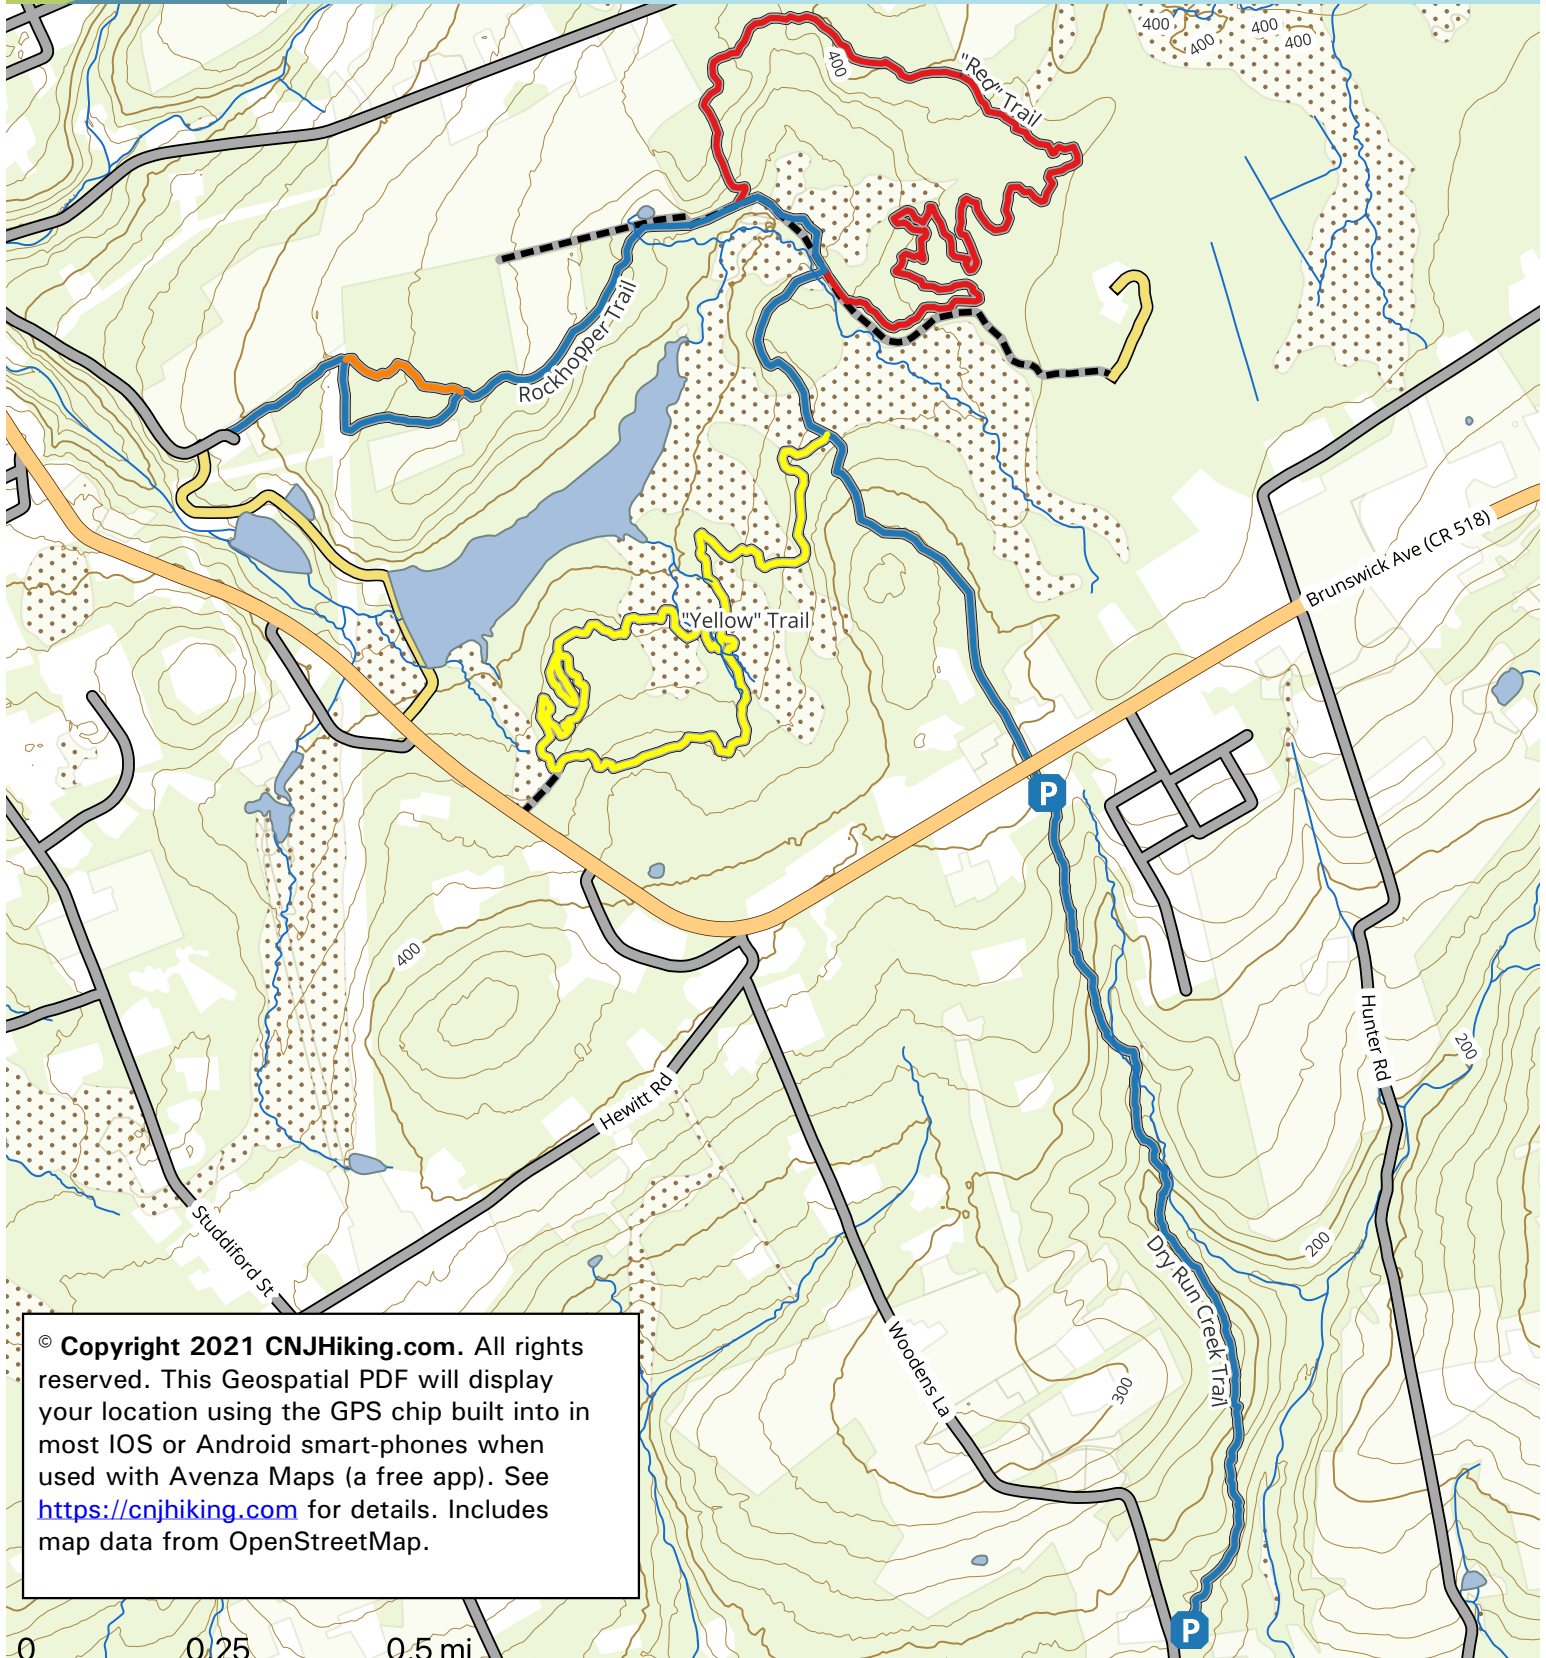 400
400
400
400
400
"Red" Trail
Rockhopper Trail
Brunswick Ave (CR 518)
"Yellow" Trail
P
400
Hunter Rd
200
Hewitt Rd
Studdiford St
Dry Run Creek Trail
200
Woodens La
300
© Copyright 2021 CNJHiking.com. All rights
reserved. This Geospatial PDF will display
your location using the GPS chip built into in
most IOS or Android smart-phones when
used with Avenza Maps (a free app). See
https://cnjhiking.com for details. Includes
map data from OpenStreetMap.
P
0 0.25 0.5 mi